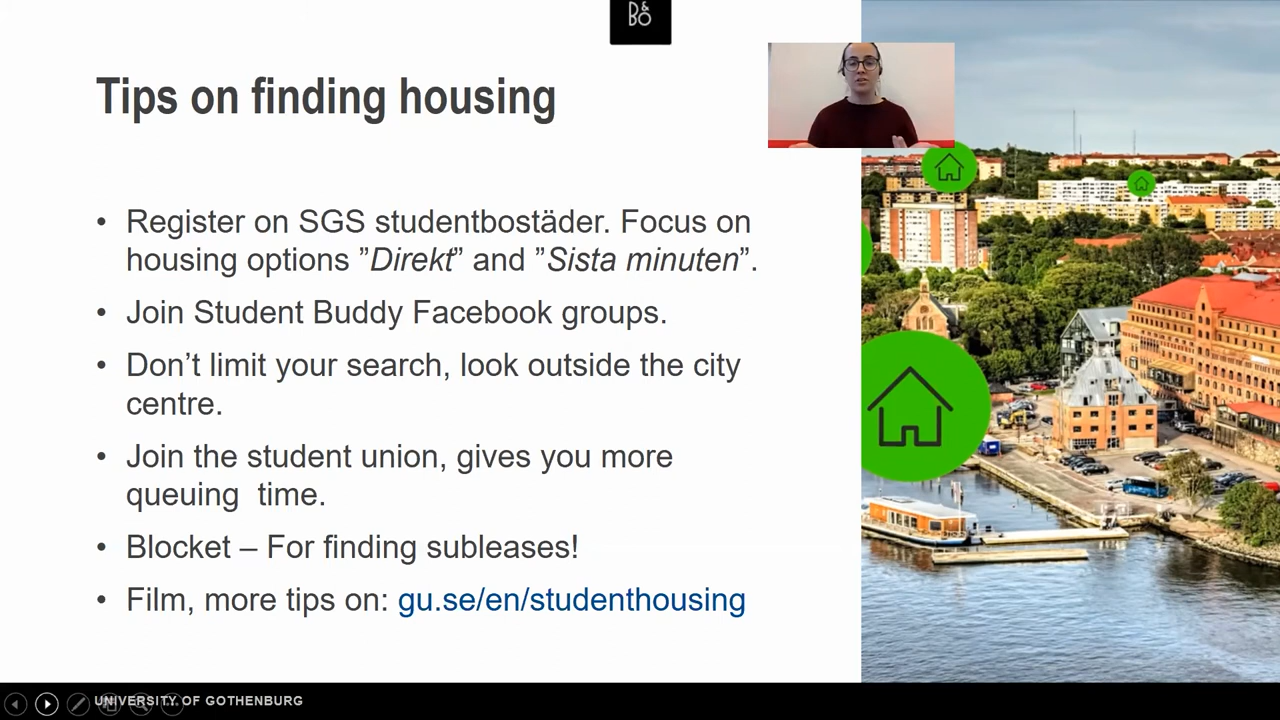 B&
BO
Tips on finding housing
• Register on SGS studentbostäder. Focus on
housing options ”Direkt” and ”Sista minuten”.
• Join Student Buddy Facebook groups.
• Don’t limit your search, look outside the city
centre.
• Join the student union, gives you more
queuing  time.
• Blocket – For finding subleases!
• Film, more tips on: gu.se/en/studenthousing
UNIVERSITY OF GOTHENBURG